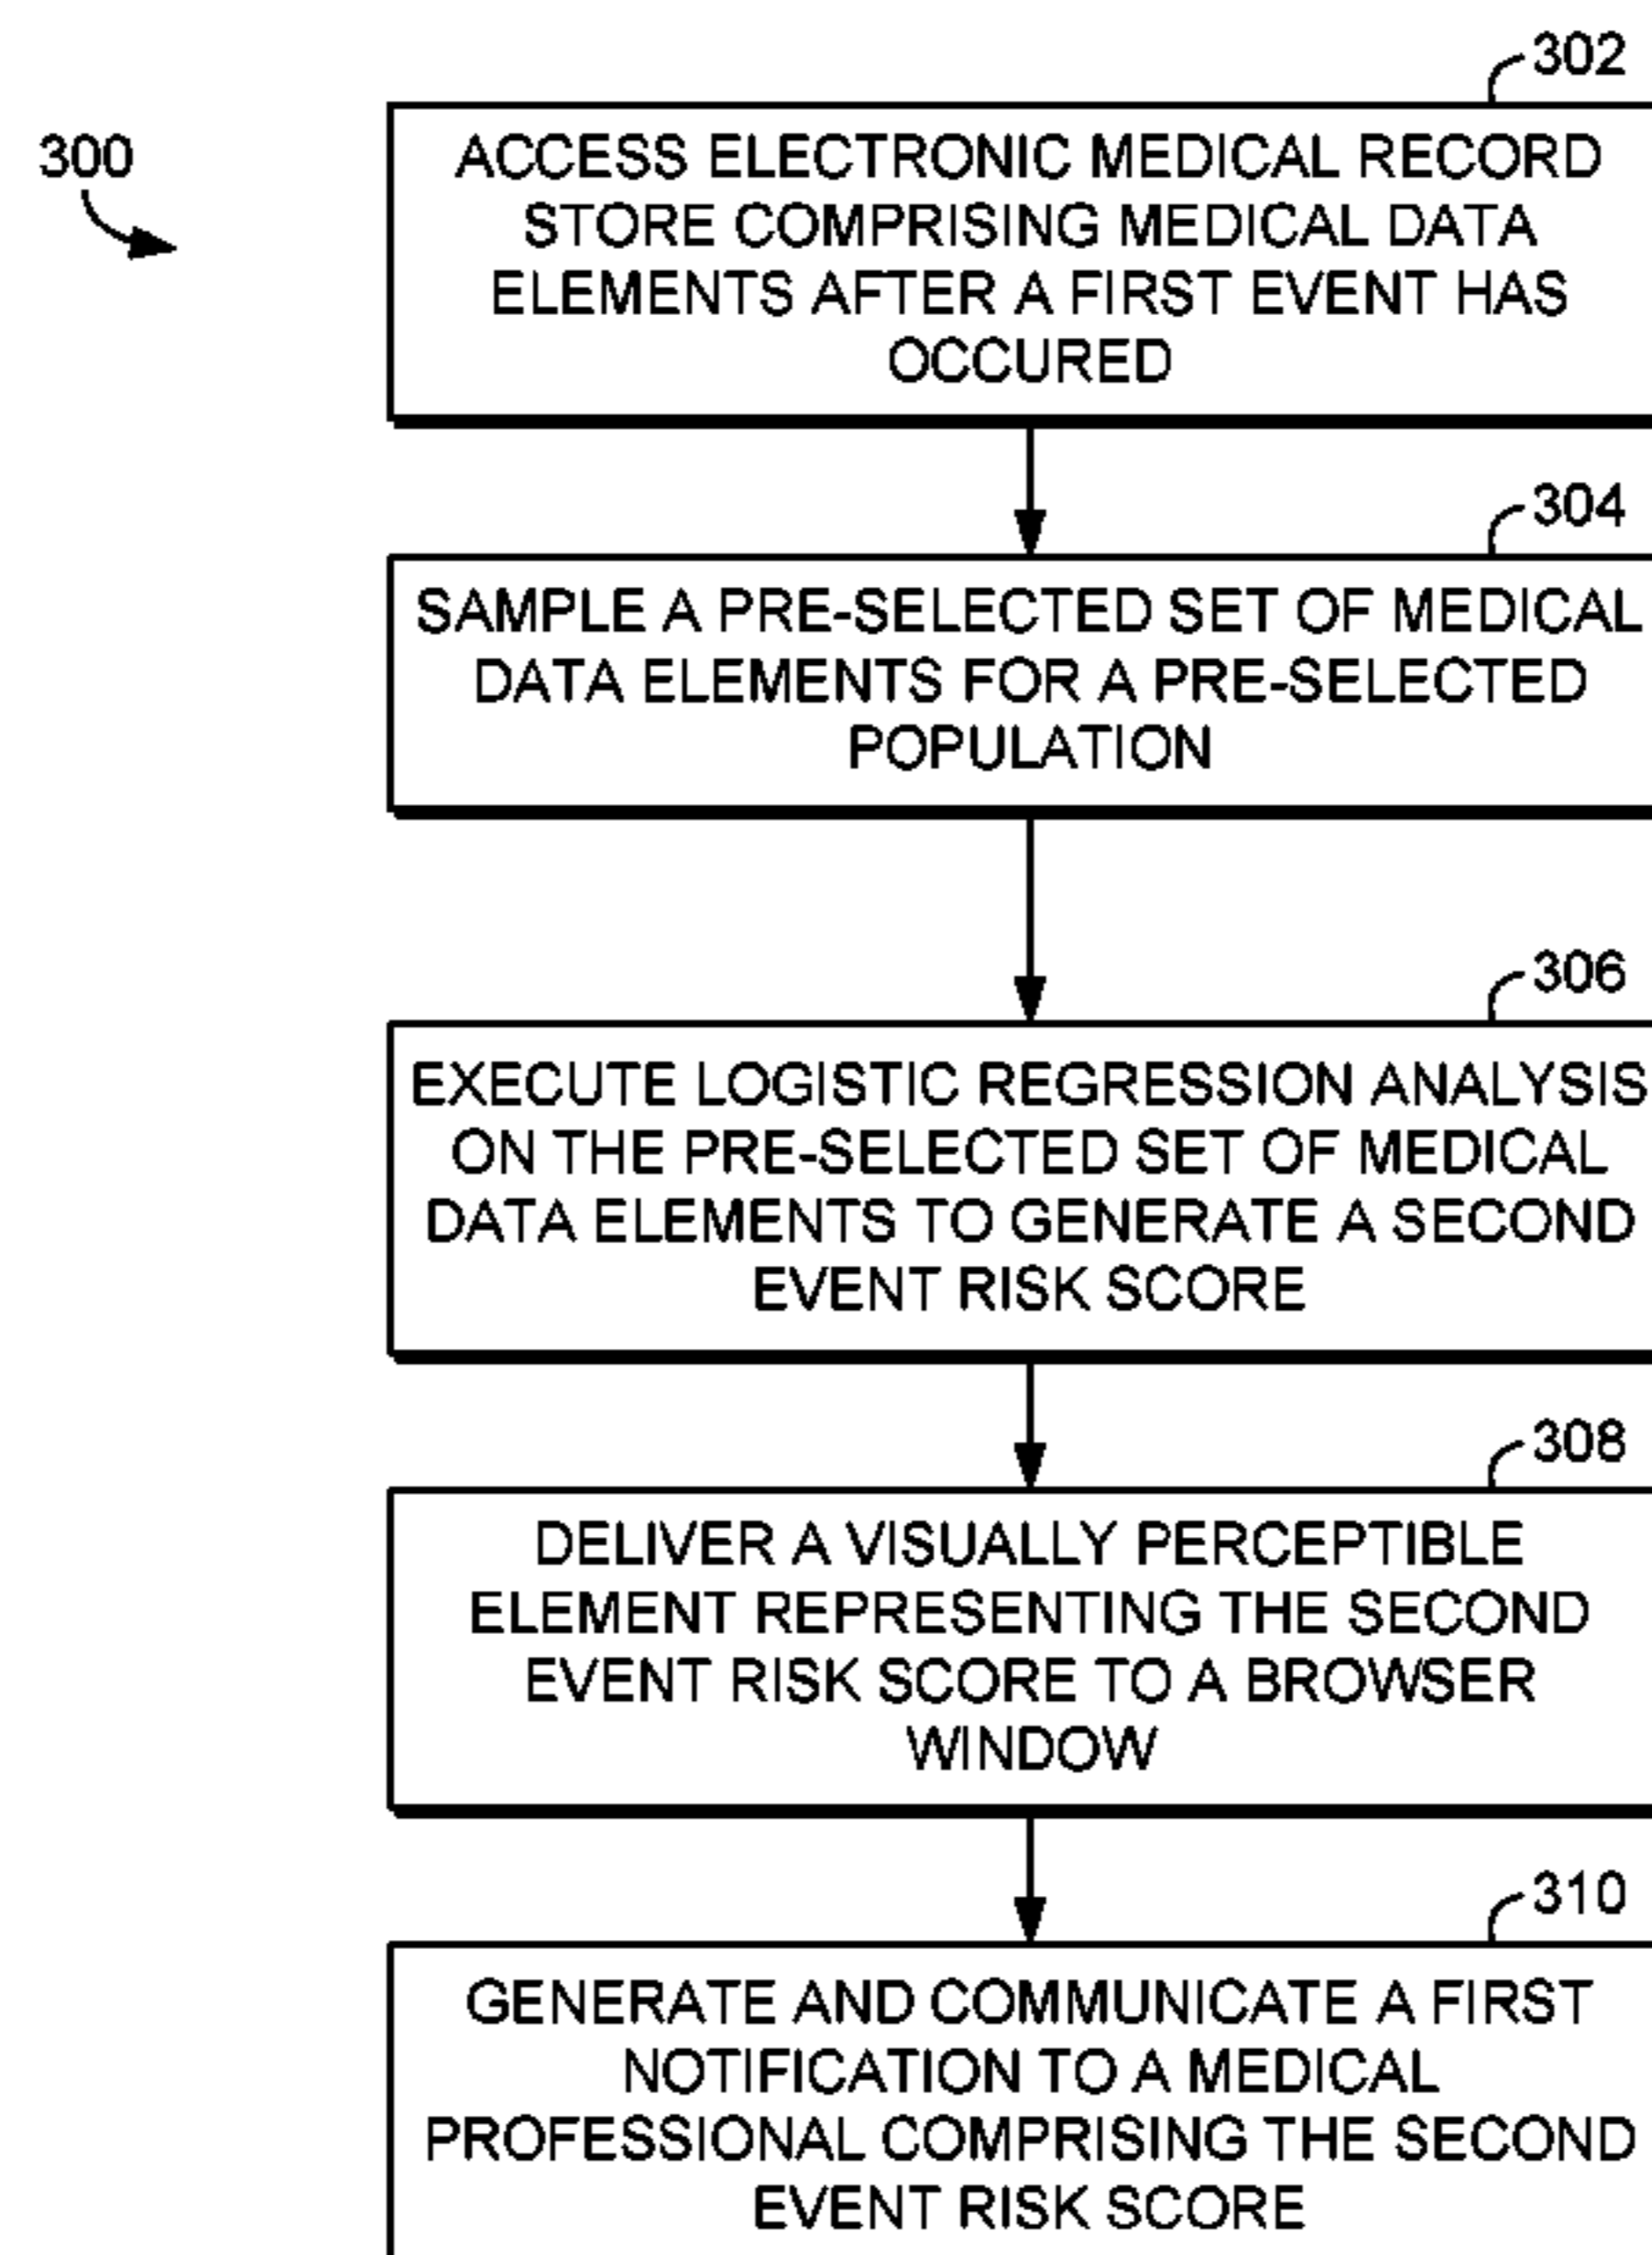 302
300
ACCESS ELECTRONIC MEDICAL RECORD
STORE COMPRISING MEDICAL DATA
ELEMENTS AFTER A FIRST EVENT HAS
OCCURED
304
SAMPLE A PRE-SELECTED SET OF MEDICAL
DATA ELEMENTS FOR A PRE-SELECTED
POPULATION
306
EXECUTE LOGISTIC REGRESSION ANALYSIS
ON THE PRE-SELECTED SET OF MEDICAL
DATA ELEMENTS TO GENERATE A SECOND
EVENT RISK SCORE
308
DELIVER A VISUALLY PERCEPTIBLE
ELEMENT REPRESENTING THE SECOND
EVENT RISK SCORE TO A BROWSER
WINDOW
310
GENERATE AND COMMUNICATE A FIRST
NOTIFICATION TO A MEDICAL
PROFESSIONAL COMPRISING THE SECOND
EVENT RISK SCORE